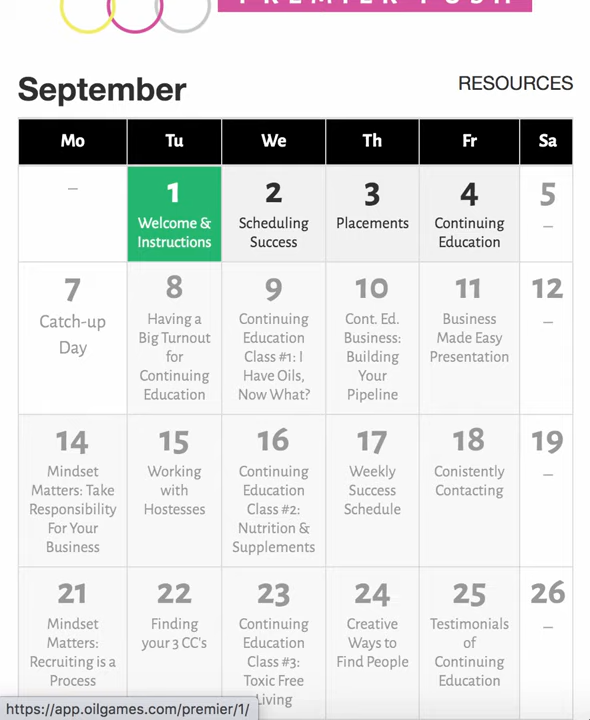 PREMIER PUSH
September
RESOURCES
Mo Tu We Th Fr Sa
–
1
Welcome &
Instructions
2
Scheduling
Success
3
Placements
4
Continuing
Education
5
–
7
Catch-up
Day
8
Having a
Big Turnout
for
Continuing
Education
9
Continuing
Education
Class #1: I
Have Oils,
Now What?
10
Cont. Ed.
Business:
Building
Your
Pipeline
11
Business
Made Easy
Presentation
12
–
14
Mindset
Matters: Take
Responsibility
For Your
Business
15
Working
with
Hostesses
16
Continuing
Education
Class #2:
Nutrition &
Supplements
17
Weekly
Success
Schedule
18
Conistently
Contacting
19
–
21
Mindset
Matters:
Recruiting is a
Process
22
Finding
your 3 CC's
23
Continuing
Education
Class #3:
Toxic Free
Living
24
Creative
Ways to
Find People
25
Testimonials
of
Continuing
Education
26
–
https://app.oilgames.com/premier/1/